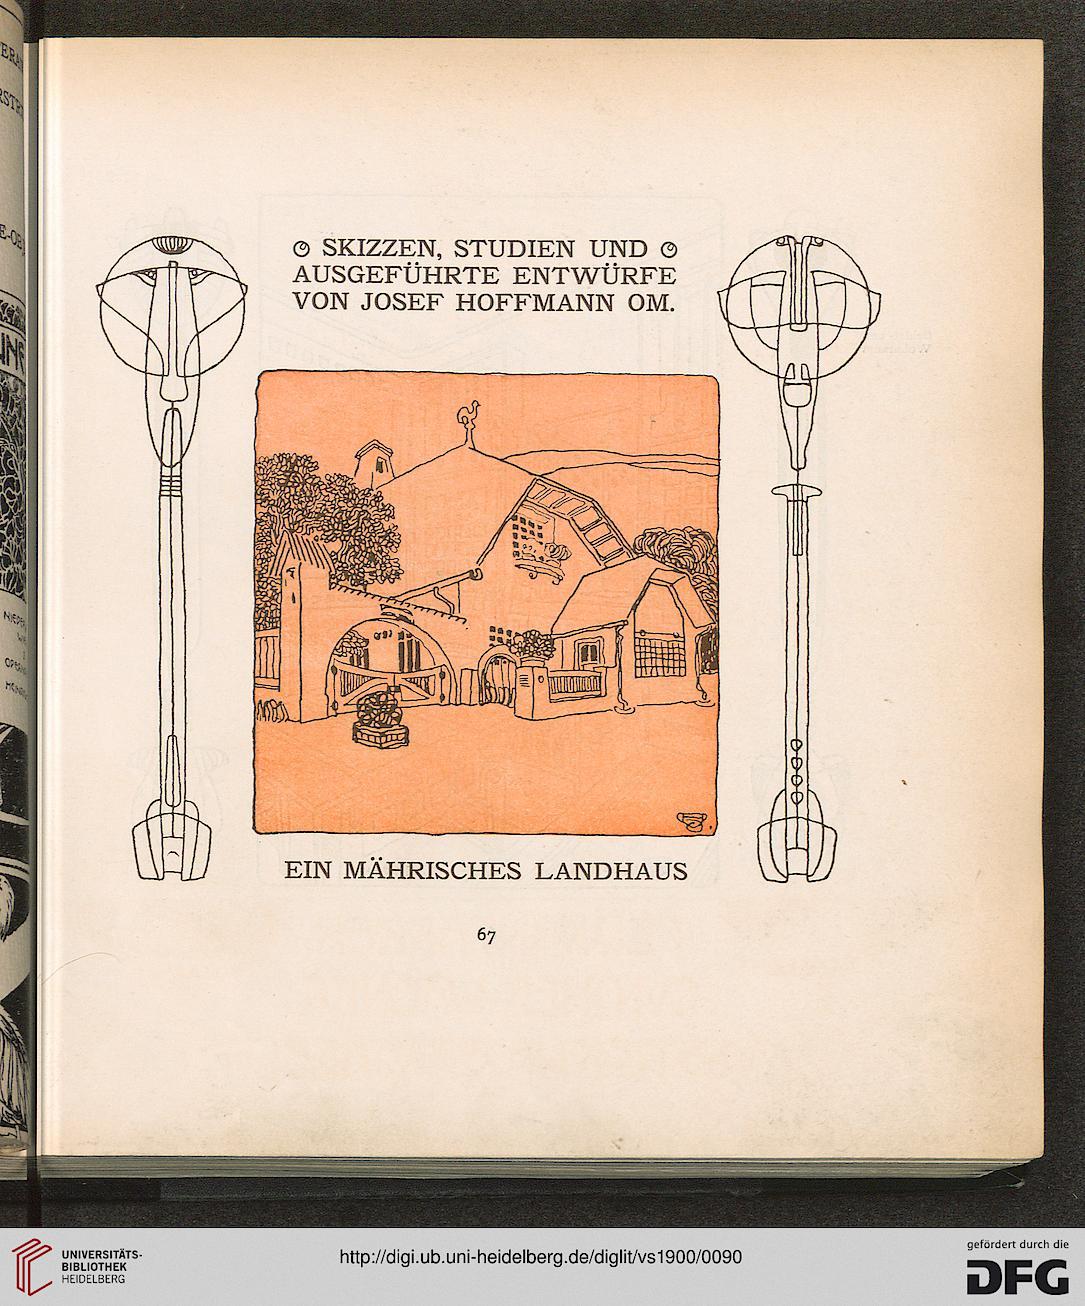 SKIZZEN, STUDIEN UND
AUSGEFÜHRTE ENTWÜRFE
VON JOSEF HOFFMANN OM.
EIN MÄHRISCHES LANDHAUS
67
UNIVERSITÄTS-
BIBLIOTHEK
HEIDELBERG
http://digi.ub.uni-heidelberg.de/diglit/vs1900/0090
gefördert durch die
DFG